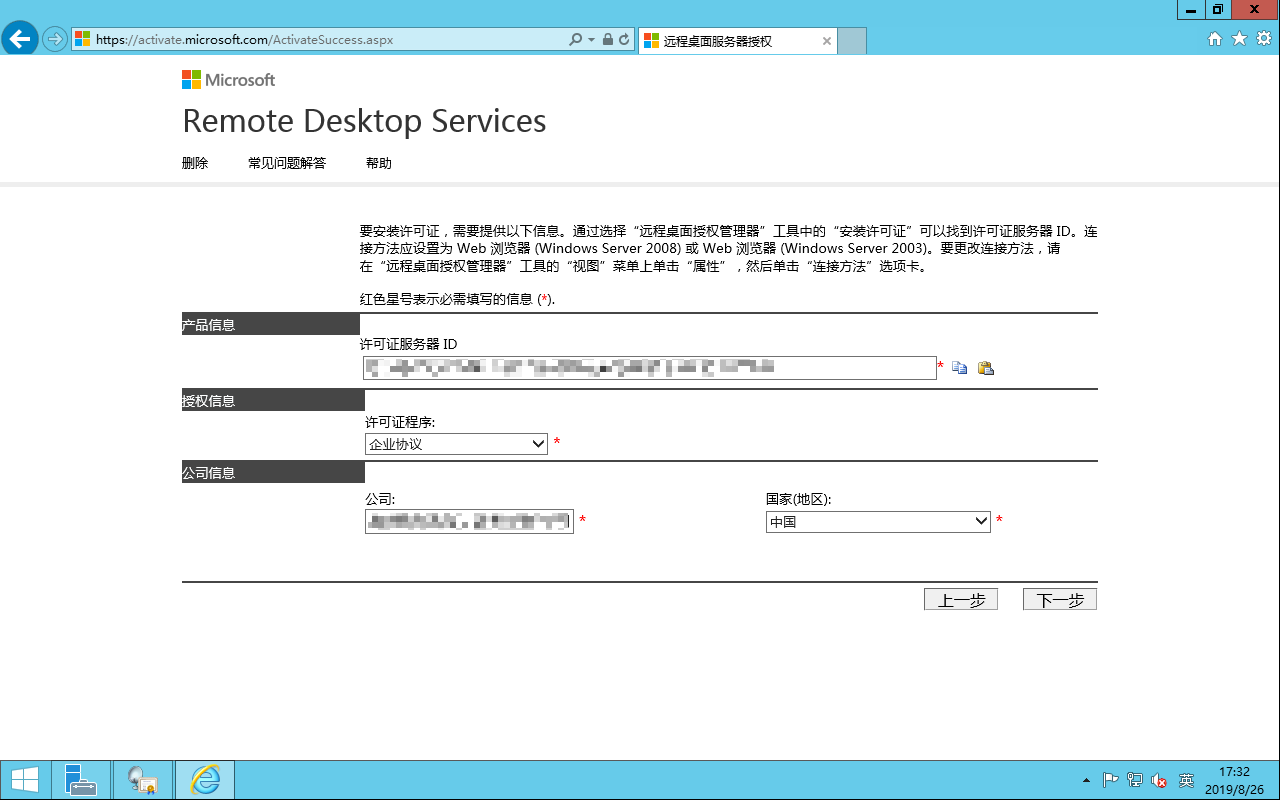 https://activate.microsoft.com/ActivateSuccess.aspx
远程桌面服务器授权
Microsoft
Remote Desktop Services
删除 常见问题解答 帮助
要安装许可证，需要提供以下信息。通过选择“远程桌面授权管理器”工具中的“安装许可证”可以找到许可证服务器 ID。连
接方法应设置为 Web 浏览器 (Windows Server 2008) 或 Web 浏览器 (Windows Server 2003)。要更改连接方法，请
在“远程桌面授权管理器”工具的“视图”菜单上单击“属性”，然后单击“连接方法”选项卡。
红色星号表示必需填写的信息 (*).
产品信息
许可证服务器 ID
*
授权信息
许可证程序:
企业协议 *
公司信息
公司: 国家(地区):
* 中国 *
上一步 下一步
英
17:32
2019/8/26